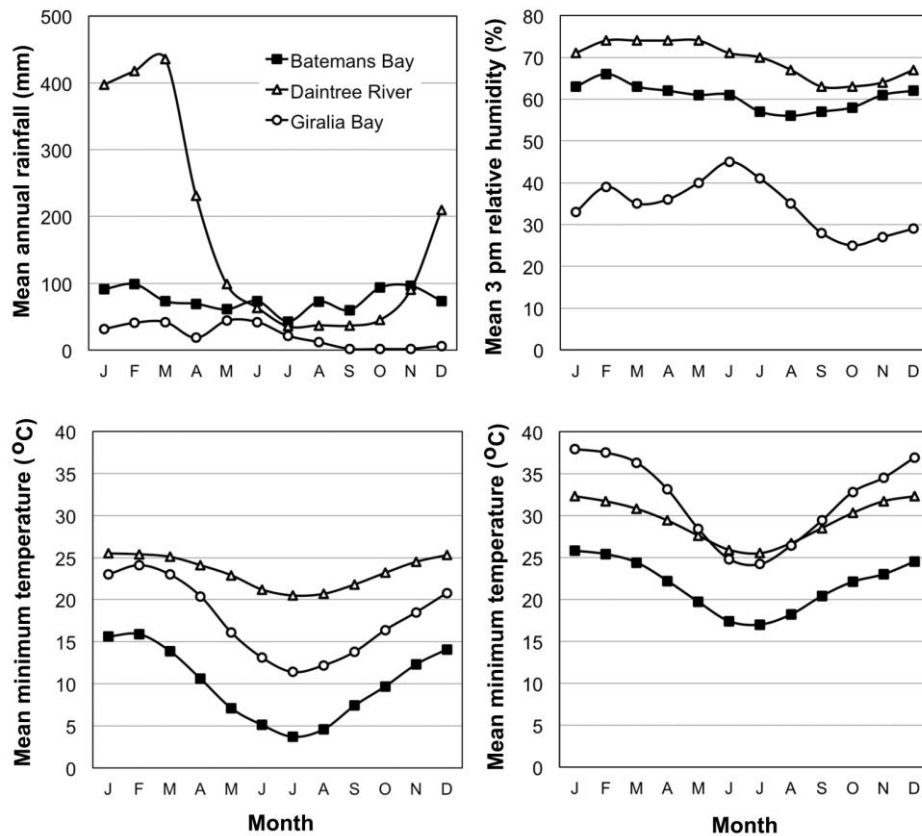 Mean annual rainfall (mm)
500
400
300
200
100
0
Batemans Bay
Daintree River
Giralia Bay
J F M A M J J A S O N D
Mean 3 pm relative humidity (%)
80
70
60
50
40
30
20
10
0
J F M A M J J A S O N D
Mean minimum temperature (°C)
40
35
30
25
20
15
10
5
0
J F M A M J J A S O N D
Month
Mean minimum temperature (°C)
40
35
30
25
20
15
10
5
0
J F M A M J J A S O N D
Month